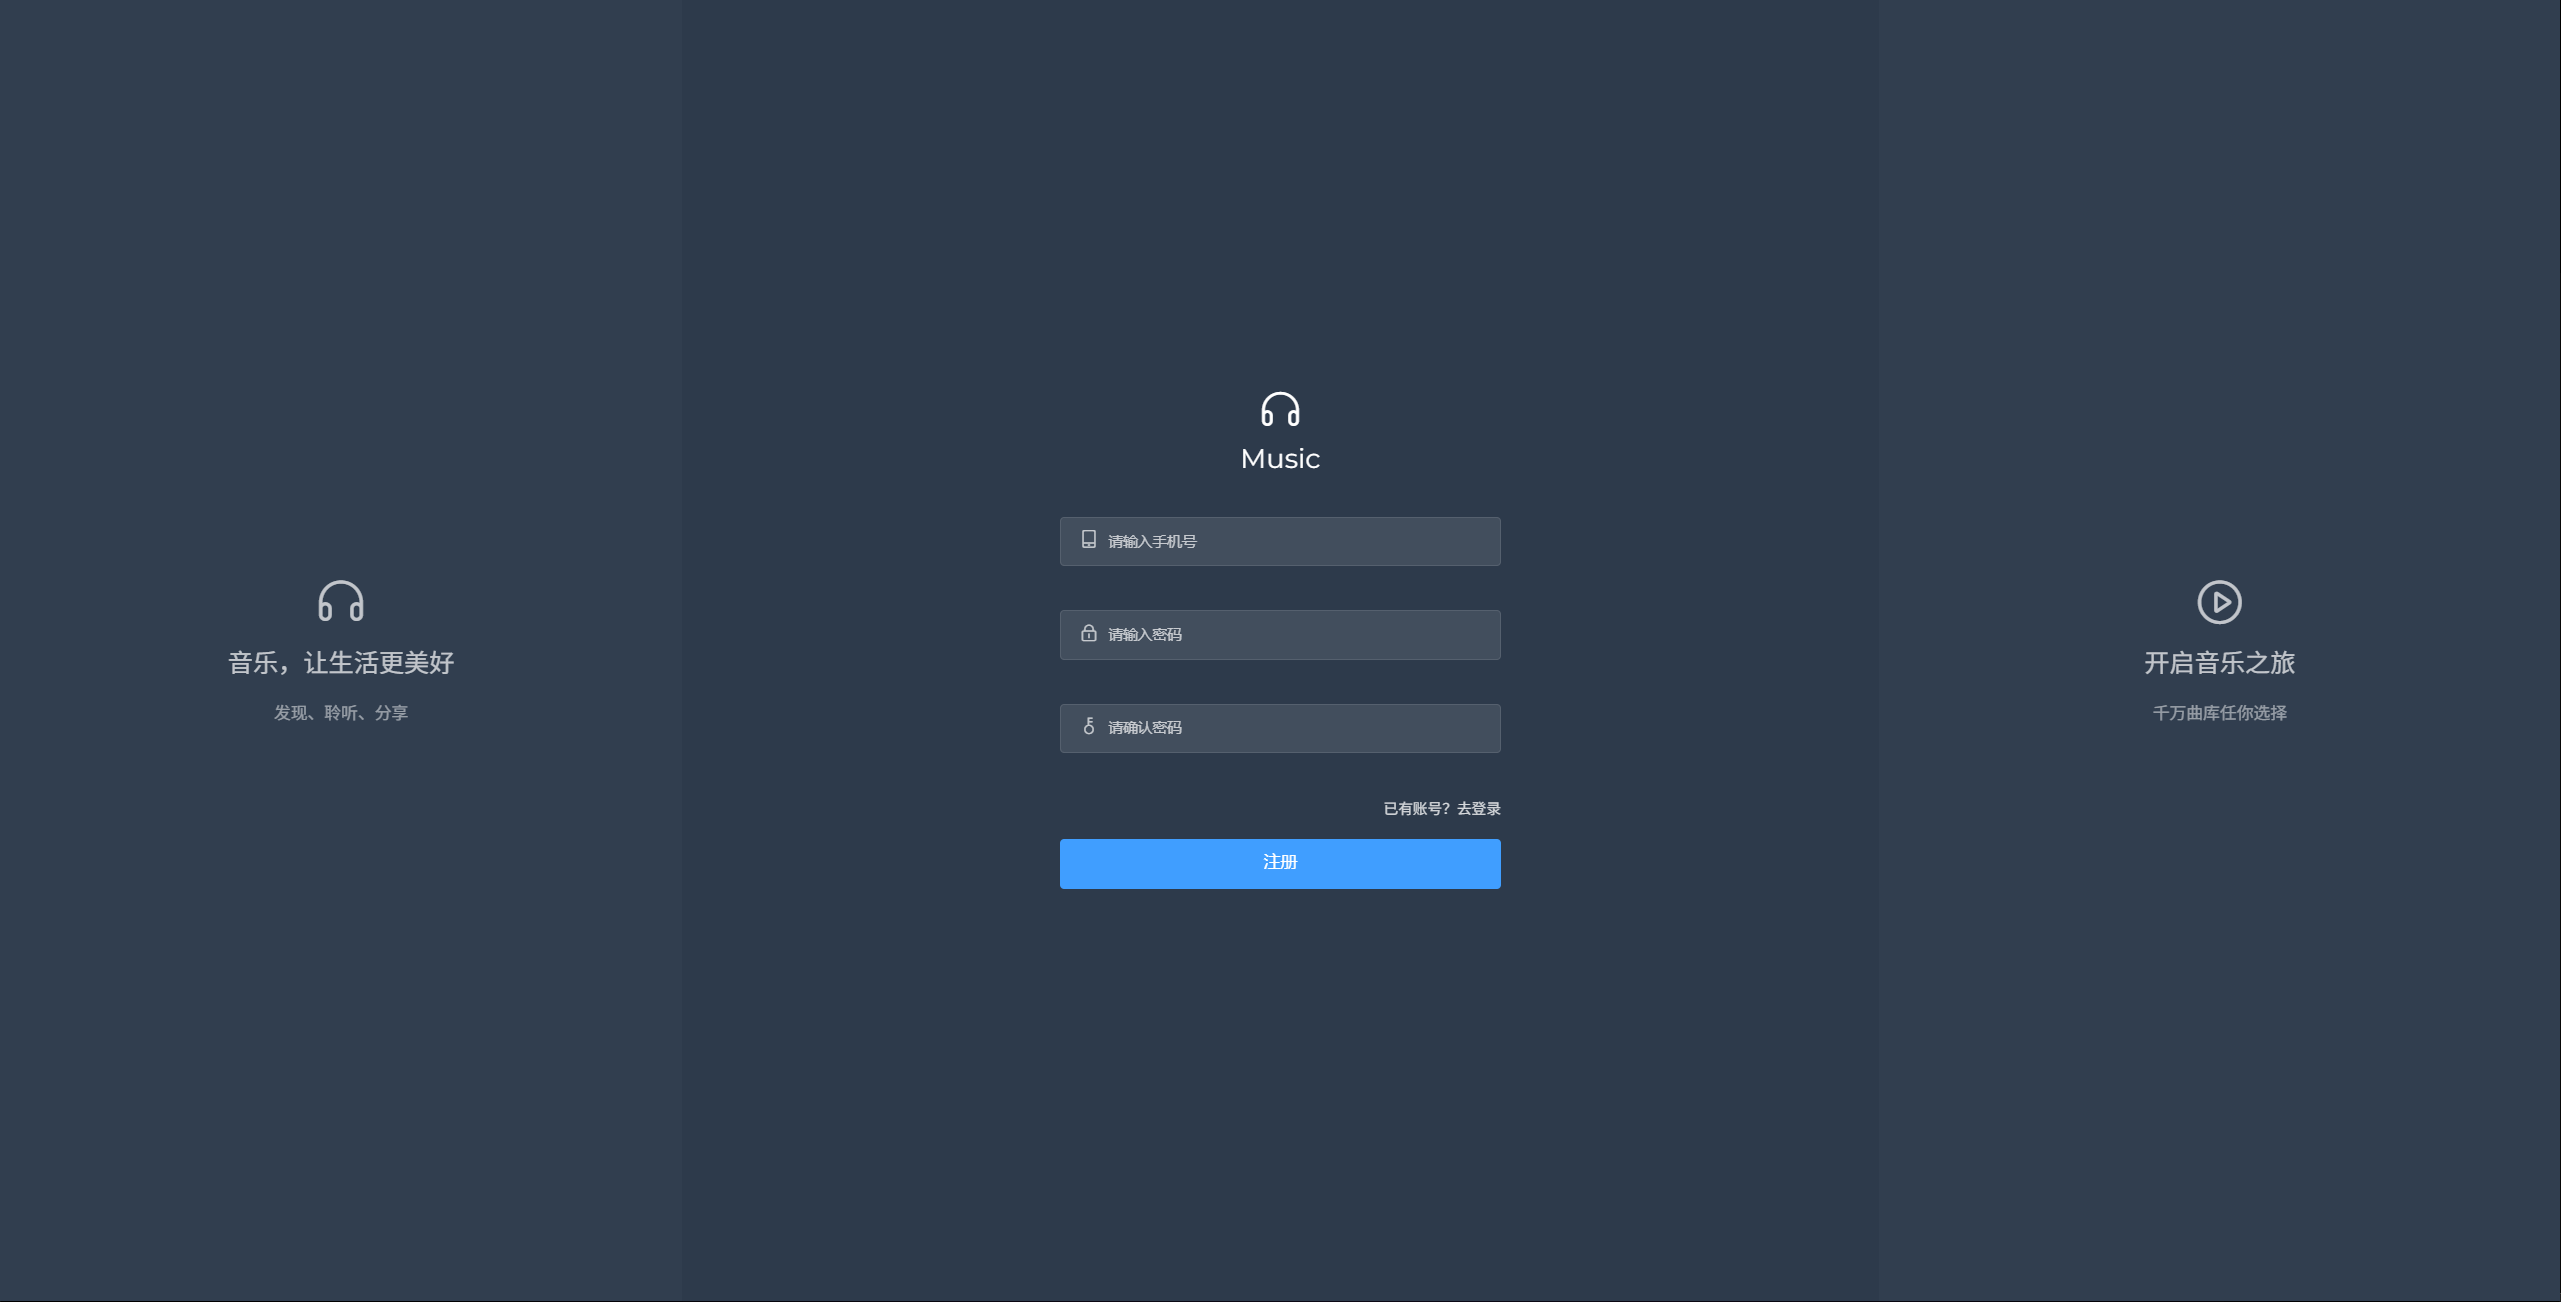 音乐，让生活更美好
发现、聆听、分享
Music
请输入手机号
请输入密码
请确认密码
已有账号？去登录
注册
开启音乐之旅
千万曲库任你选择